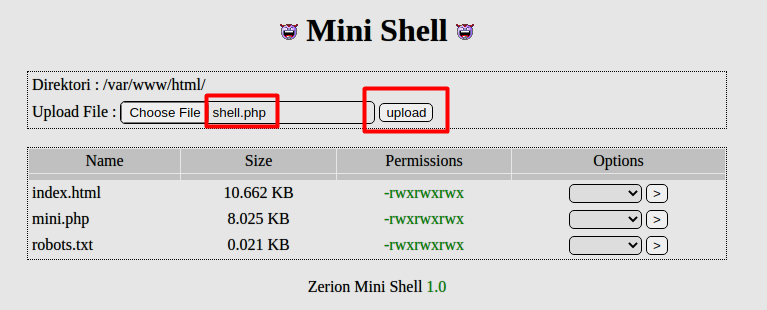 Mini Shell
Direktori : /var/www/html/
Upload File : Choose File shell.php upload
Name Size Permissions Options
index.html 10.662 KB -rwxrwxrwx >
mini.php 8.025 KB -rwxrwxrwx >
robots.txt 0.021 KB -rwxrwxrwx >
Zerion Mini Shell 1.0